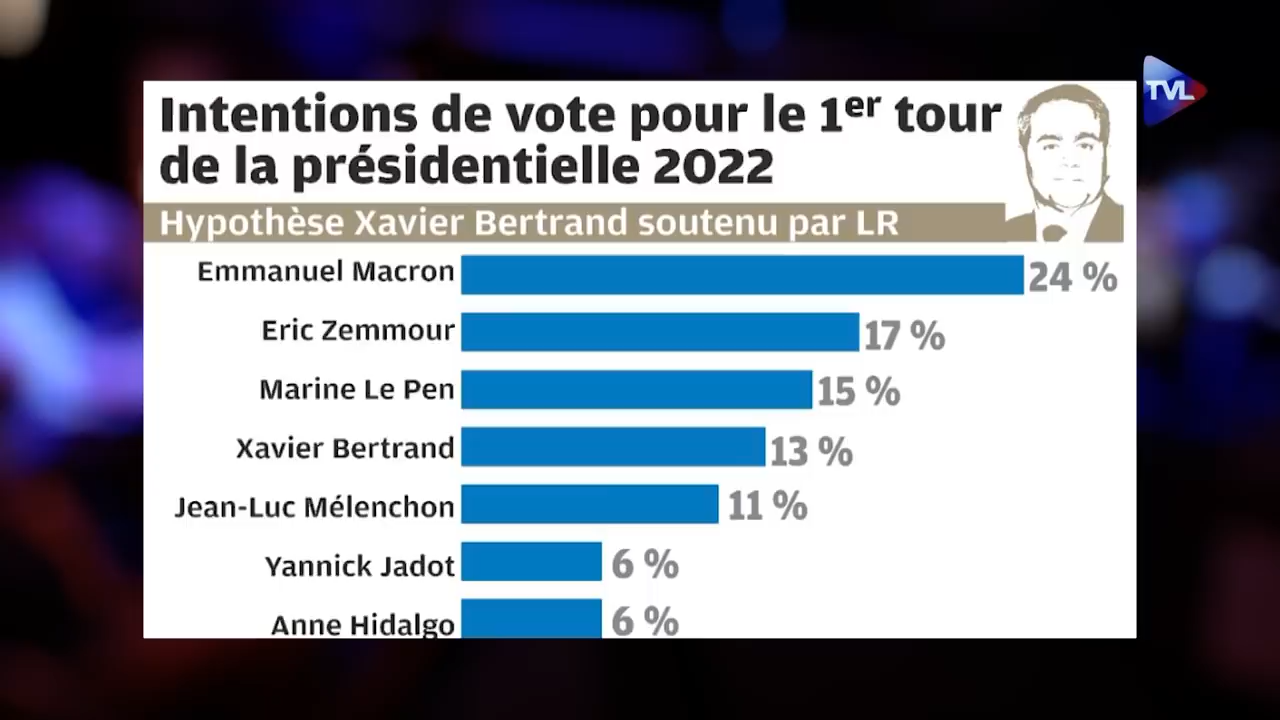 TVL
Intentions de vote pour le 1er tour
de la présidentielle 2022
Hypothèse Xavier Bertrand soutenu par LR
Emmanuel Macron 24 %
Eric Zemmour 17 %
Marine Le Pen 15 %
Xavier Bertrand 13 %
Jean-Luc Mélenchon 11 %
Yannick Jadot 6 %
Anne Hidalgo 6 %